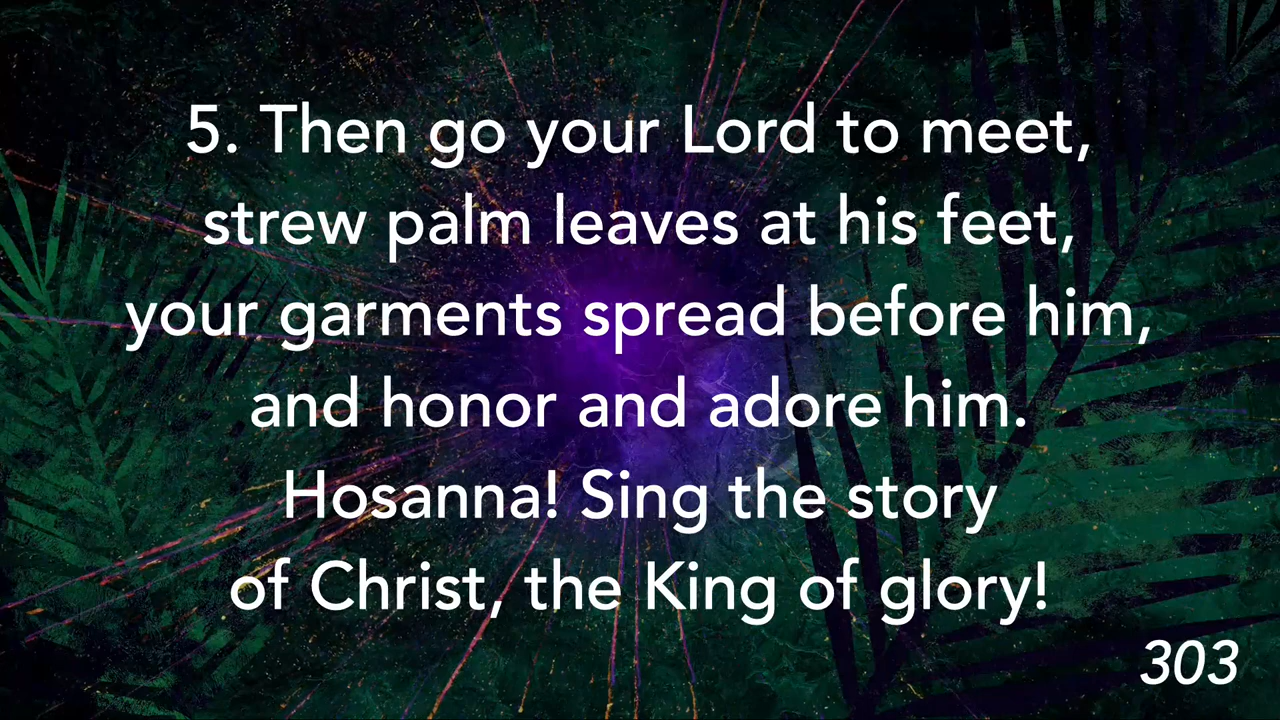 5. Then go your Lord to meet,
strew palm leaves at his feet,
your garments spread before him,
and honor and adore him.
Hosanna! Sing the story
of Christ, the King of glory!
303